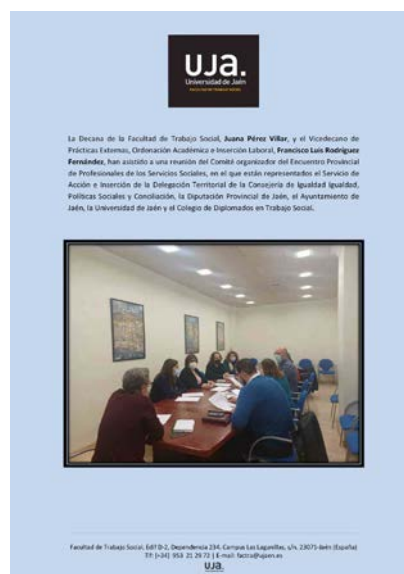 UJa.
Universidad de Jaén
FACULTAD DE TRABAJO SOCIAL
La Decana de la Facultad de Trabajo Social, Juana Pérez Villar, y el Vicedecano de
Prácticas Externas, Ordenación Académica e Inserción Laboral, Francisco Luis Rodríguez
Fernández, han asistido a una reunión del Comité organizador del Encuentro Provincial
de Profesionales de los Servicios Sociales, en el que están representados el Servicio de
Acción e Inserción de la Delegación Territorial de la Consejería de Igualdad Igualdad,
Políticas Sociales y Conciliación, la Diputación Provincial de Jaén, el Ayuntamiento de
Jaén, la Universidad de Jaén y el Colegio de Diplomados en Trabajo Social.
Facultad de Trabajo Social, Edif D-2, Dependencia 234, Campus Las Lagunillas, s/n, 23071-Jaén (España)
Tlf: [+34] 953 21 29 72 | E-mail: factra@ujaen.es
UJa.